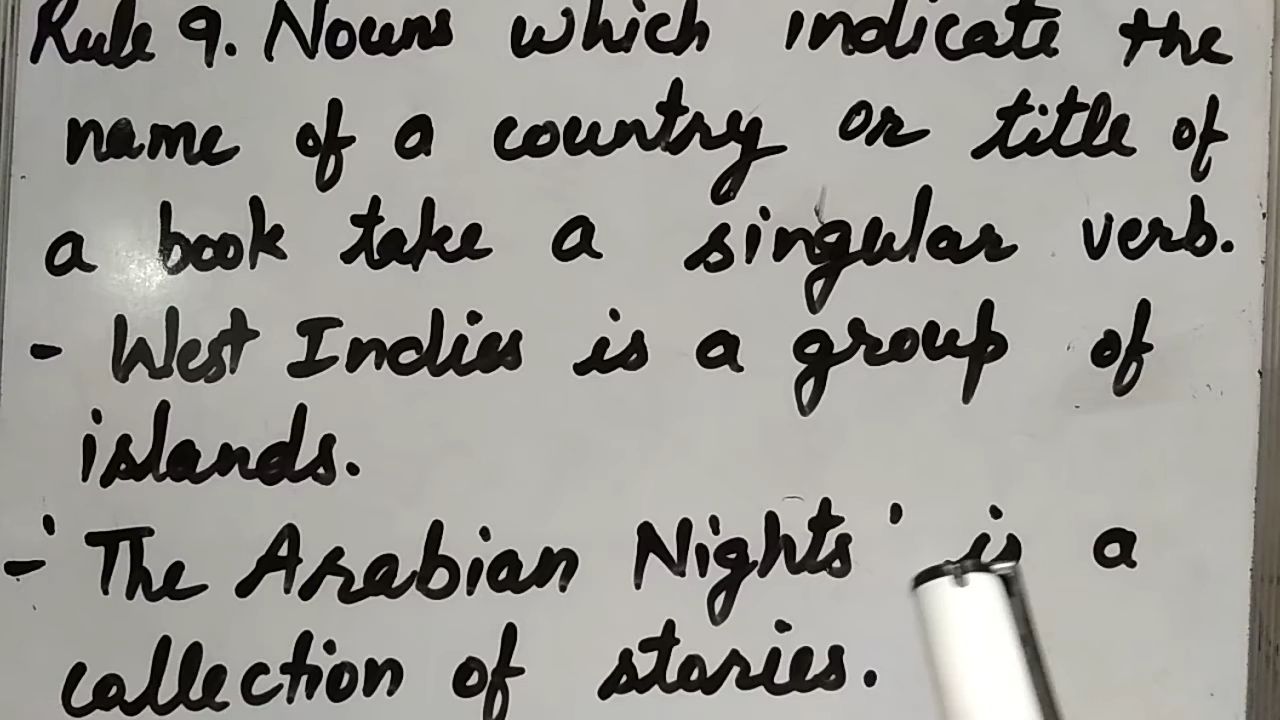 Rule 9. Nouns which indicate the
name of a country or title of
a book take a singular verb.
- West Indies is a group of
islands.
- 'The Arabian Nights' is a
collection of stories.